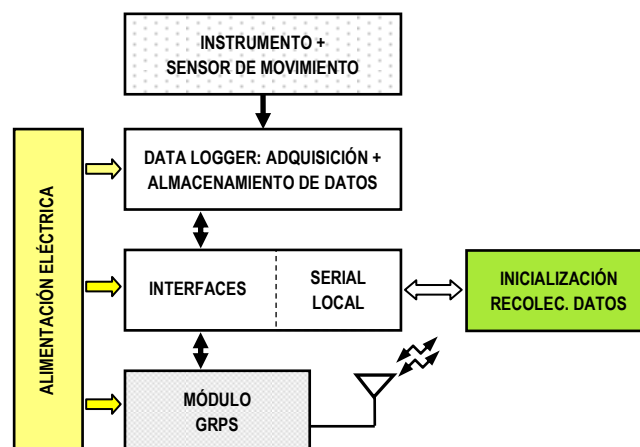 INSTRUMENTO +
SENSOR DE MOVIMIENTO
ALIMENTACIÓN ELÉCTRICA
DATA LOGGER: ADQUISICIÓN +
ALMACENAMIENTO DE DATOS
INTERFACES
SERIAL
LOCAL
INICIALIZACIÓN
RECOLEC. DATOS
MÓDULO
GRPS